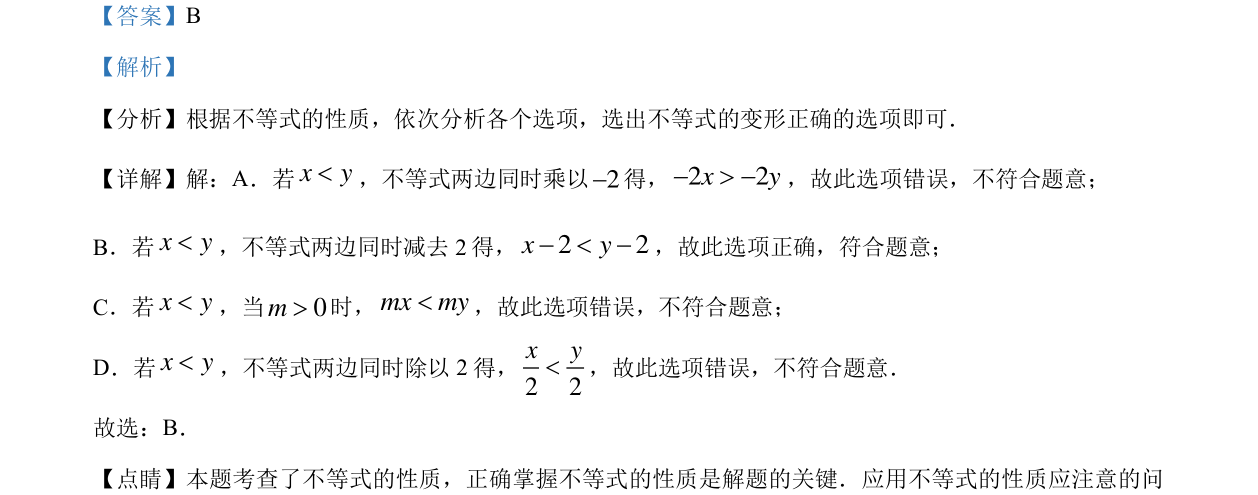 【答案】B
【解析】
【分析】根据不等式的性质，依次分析各个选项，选出不等式的变形正确的选项即可．
【详解】解：A．若 x < y ，不等式两边同时乘以 −2 得， −2x > −2y ，故此选项错误，不符合题意；
B．若 x < y ，不等式两边同时减去 2 得， x − 2 < y − 2 ，故此选项正确，符合题意；
C．若 x < y ，当 m > 0 时， mx < my ，故此选项错误，不符合题意；
D．若 x < y ，不等式两边同时除以 2 得， x/2 < y/2 ，故此选项错误，不符合题意．
故选：B．
【点睛】本题考查了不等式的性质，正确掌握不等式的性质是解题的关键．应用不等式的性质应注意的问